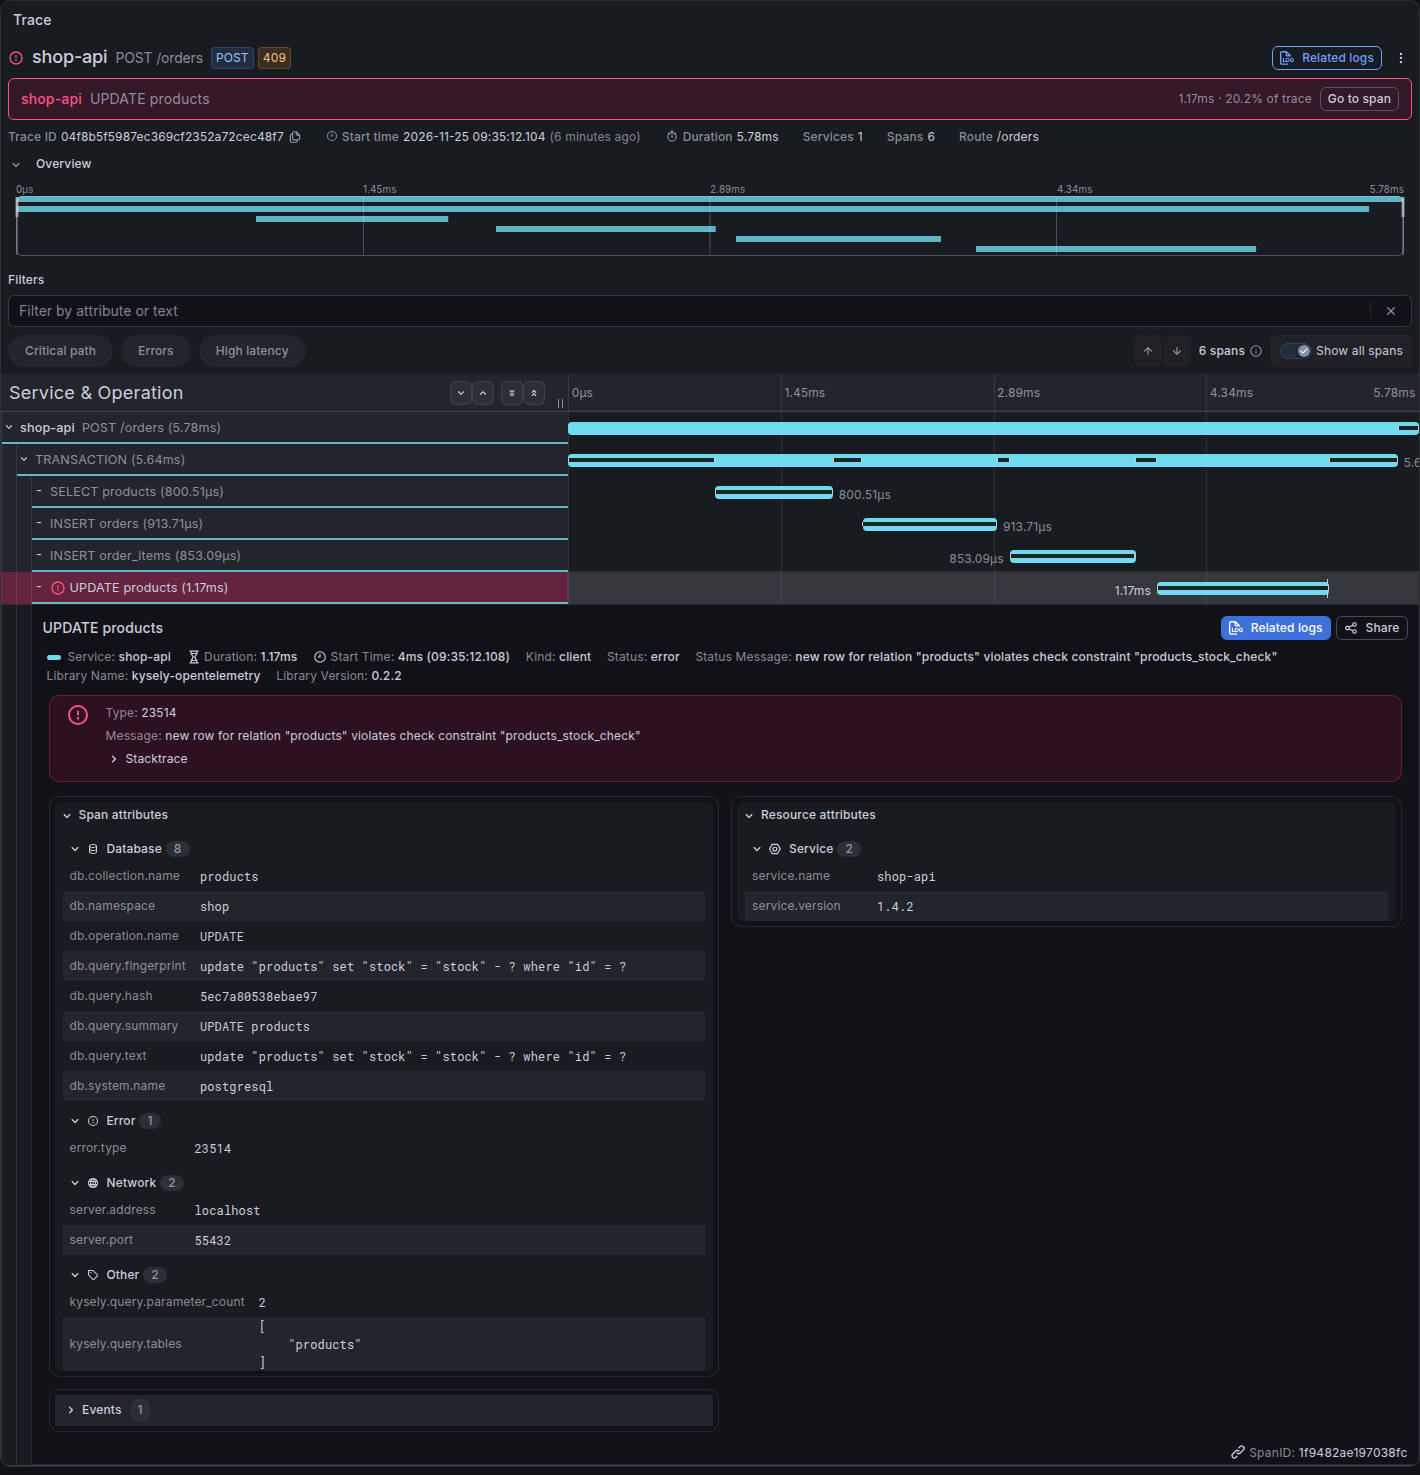 Trace
shop-api POST /orders POST 409 Related logs
shop-api UPDATE products 1.17ms · 20.2% of trace Go to span
Trace ID 04f8b5f5987ec369cf2352a72cec48f7 Start time 2026-11-25 09:35:12.104 (6 minutes ago) Duration 5.78ms Services 1 Spans 6 Route /orders
Overview
0µs 1.45ms 2.89ms 4.34ms 5.78ms
Filters
Filter by attribute or text
Critical path Errors High latency 6 spans Show all spans
Service & Operation 0µs 1.45ms 2.89ms 4.34ms 5.78ms
shop-api POST /orders (5.78ms)
TRANSACTION (5.64ms) 5.6
SELECT products (800.51µs) 800.51µs
INSERT orders (913.71µs) 913.71µs
INSERT order_items (853.09µs) 853.09µs
UPDATE products (1.17ms) 1.17ms
UPDATE products Related logs Share
Service: shop-api Duration: 1.17ms Start Time: 4ms (09:35:12.108) Kind: client Status: error Status Message: new row for relation "products" violates check constraint "products_stock_check"
Library Name: kysely-opentelemetry Library Version: 0.2.2
Type: 23514
Message: new row for relation "products" violates check constraint "products_stock_check"
Stacktrace
Span attributes
Database 8
db.collection.name products
db.namespace shop
db.operation.name UPDATE
db.query.fingerprint update "products" set "stock" = "stock" - ? where "id" = ?
db.query.hash 5ec7a80538ebae97
db.query.summary UPDATE products
db.query.text update "products" set "stock" = "stock" - ? where "id" = ?
db.system.name postgresql
Error 1
error.type 23514
Network 2
server.address localhost
server.port 55432
Other 2
kysely.query.parameter_count 2
kysely.query.tables [
"products"
]
Resource attributes
Service 2
service.name shop-api
service.version 1.4.2
Events 1
SpanID: 1f9482ae197038fc